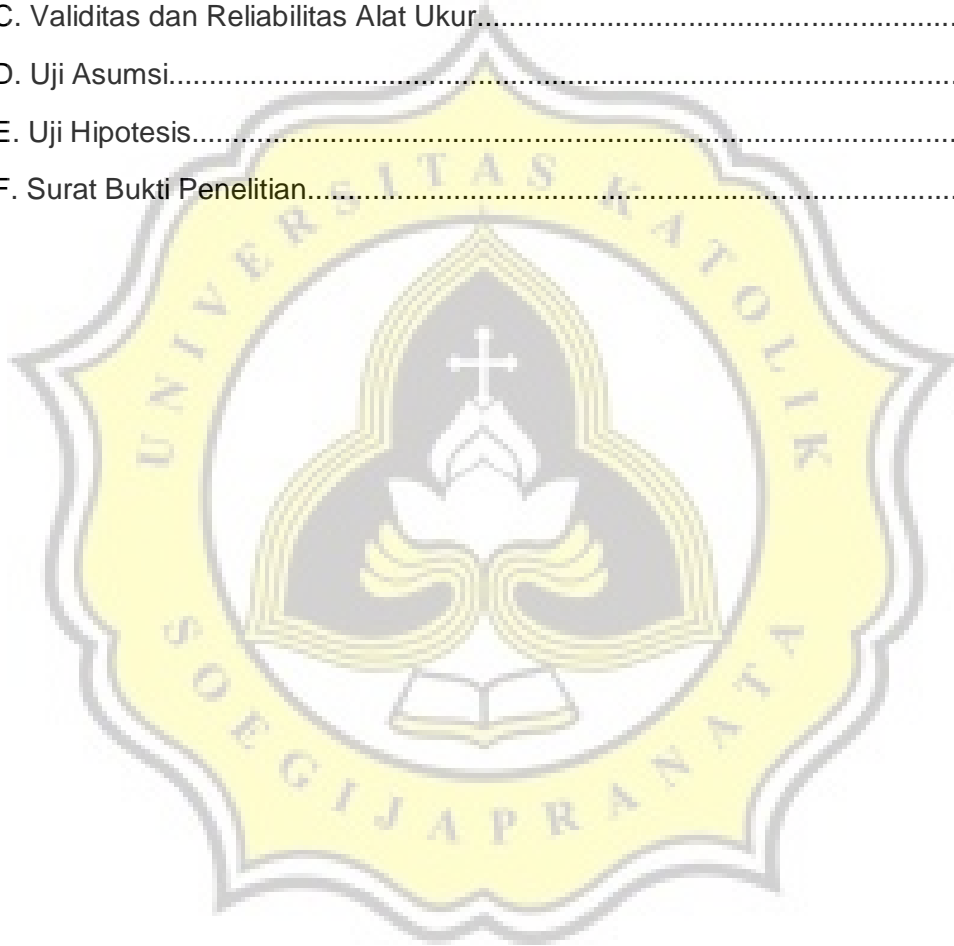 C. Validitas dan Reliabilitas Alat Ukur..........................................................
D. Uji Asumsi................................................................................................
E. Uji Hipotesis.............................................................................................
F. Surat Bukti Penelitian...............................................................................
UNIVERSITAS KATOLIK
SOEGIJAPRANATA